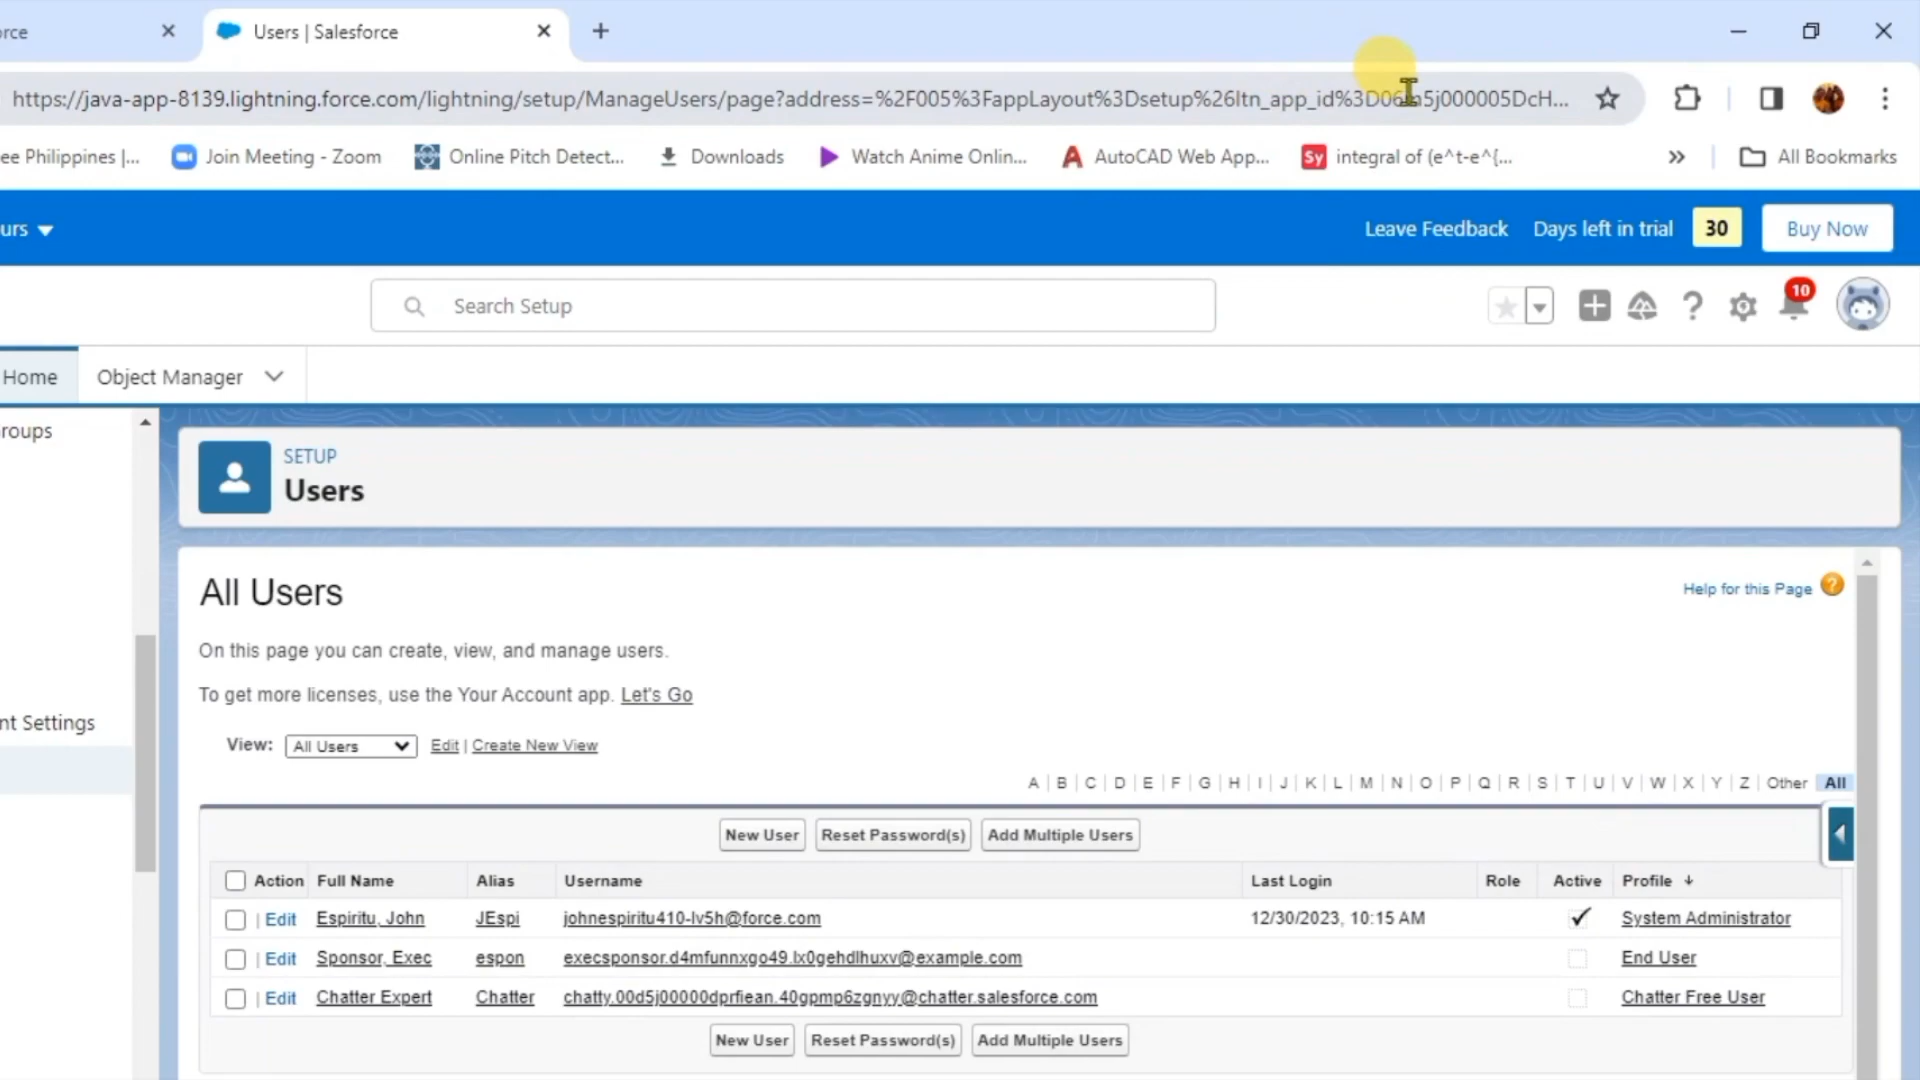 rce
Users | Salesforce
https://java-app-8139.lightning.force.com/lightning/setup/ManageUsers/page?address=%2F005%3FappLayout%3Dsetup%26ltn_app_id%3D06m5j000005DcH...
ee Philippines |... Join Meeting - Zoom Online Pitch Detect... Downloads Watch Anime Onlin... AutoCAD Web App... Sy integral of (e^t-e^{... » All Bookmarks
urs Leave Feedback Days left in trial 30 Buy Now
Search Setup 10
Home Object Manager
roups
SETUP
Users
All Users
Help for this Page ?
On this page you can create, view, and manage users.
To get more licenses, use the Your Account app. Let's Go
nt Settings
View: All Users Edit | Create New View
A | B | C | D | E | F | G | H | I | J | K | L | M | N | O | P | Q | R | S | T | U | V | W | X | Y | Z | Other All
New User Reset Password(s) Add Multiple Users
Action Full Name Alias Username Last Login Role Active Profile ↓
| Edit Espiritu, John JEspi johnespiritu410-lv5h@force.com 12/30/2023, 10:15 AM System Administrator
| Edit Sponsor, Exec espon execsponsor.d4mfunnxgo49.lx0gehdlhuxv@example.com End User
| Edit Chatter Expert Chatter chatty.00d5j00000dprfiean.40gpmp6zgnyy@chatter.salesforce.com Chatter Free User
New User Reset Password(s) Add Multiple Users